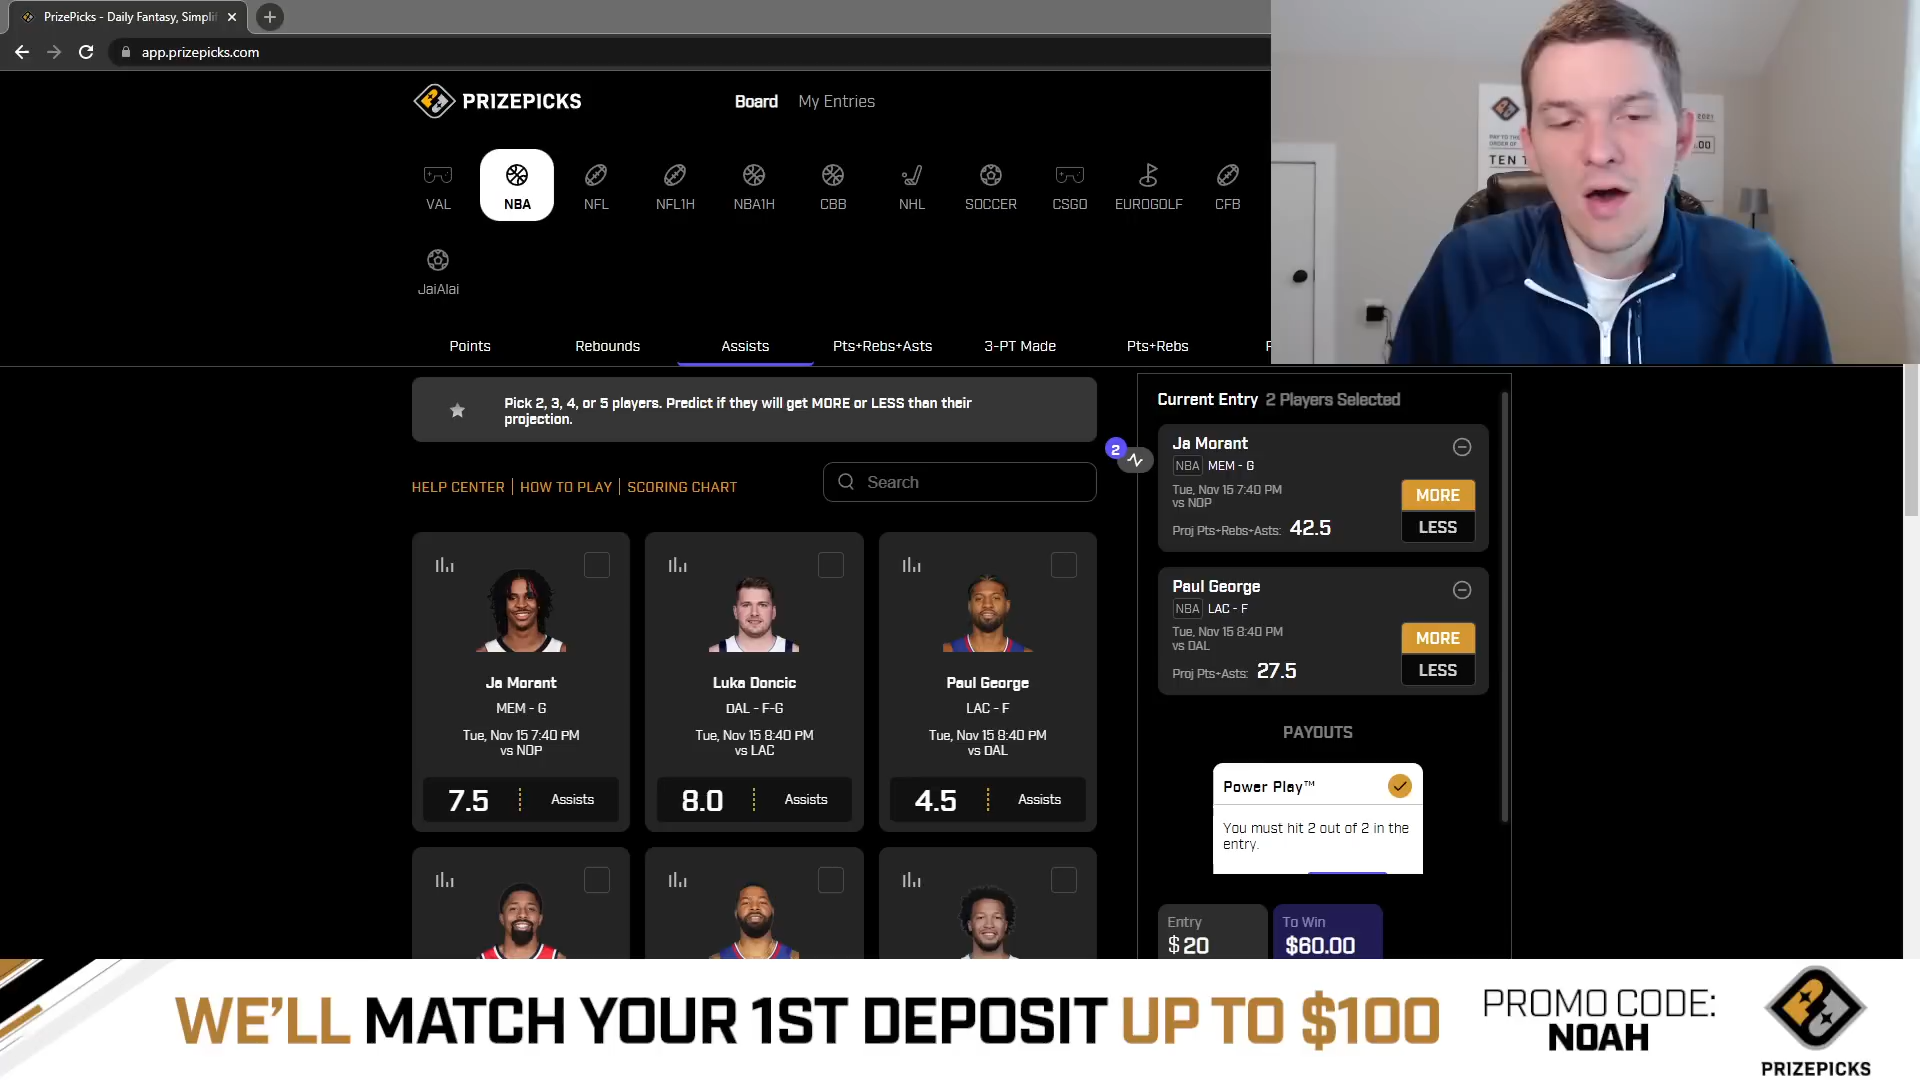 PrizePicks - Daily Fantasy, Simplif
app.prizepicks.com
PRIZEPICKS
Board
My Entries
VAL
NBA
NFL
NFL1H
NBA1H
CBB
NHL
SOCCER
CSGO
EUROGOLF
CFB
JaiAlai
Points
Rebounds
Assists
Pts+Rebs+Asts
3-PT Made
Pts+Rebs
Pick 2, 3, 4, or 5 players. Predict if they will get MORE or LESS than their
projection.
HELP CENTER
HOW TO PLAY
SCORING CHART
Search
Ja Morant
MEM - G
Tue, Nov 15 7:40 PM
vs NOP
7.5
Assists
Luka Doncic
DAL - F-G
Tue, Nov 15 8:40 PM
vs LAC
8.0
Assists
Paul George
LAC - F
Tue, Nov 15 8:40 PM
vs DAL
4.5
Assists
2
Current Entry 2 Players Selected
Ja Morant
NBA MEM - G
Tue, Nov 15 7:40 PM
vs NOP
Proj Pts+Rebs+Asts: 42.5
MORE
LESS
Paul George
NBA LAC - F
Tue, Nov 15 8:40 PM
vs DAL
Proj Pts+Asts: 27.5
MORE
LESS
PAYOUTS
Power Play™
You must hit 2 out of 2 in the
entry.
Entry
$20
To Win
$60.00
WE'LL MATCH YOUR 1ST DEPOSIT UP TO $100
PROMO CODE:
NOAH
PRIZEPICKS